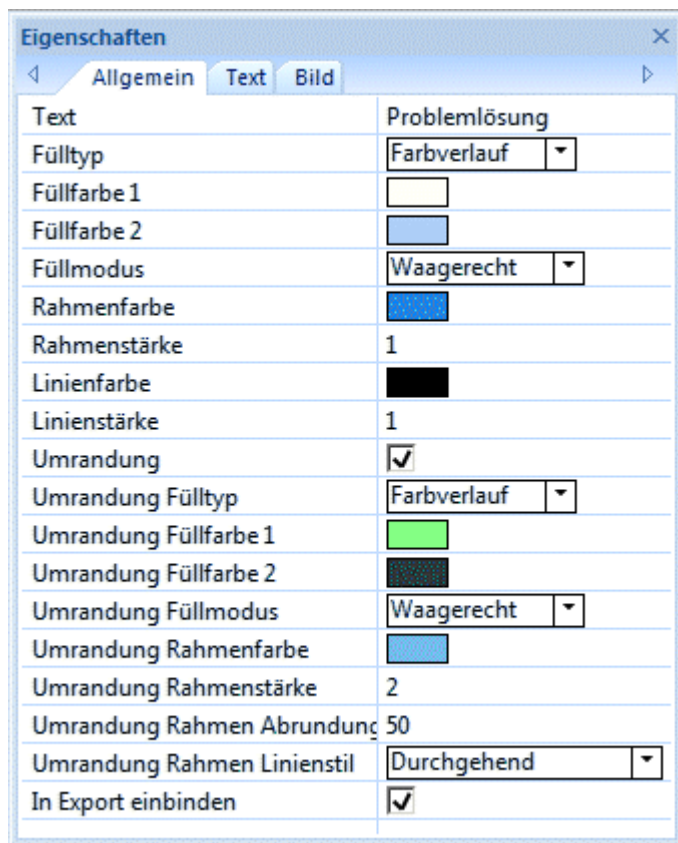 Eigenschaften
Allgemein Text Bild
Text Problemlösung
Fülltyp Farbverlauf
Füllfarbe 1
Füllfarbe 2
Füllmodus Waagerecht
Rahmenfarbe
Rahmenstärke 1
Linienfarbe
Linienstärke 1
Umrandung
Umrandung Fülltyp Farbverlauf
Umrandung Füllfarbe 1
Umrandung Füllfarbe 2
Umrandung Füllmodus Waagerecht
Umrandung Rahmenfarbe
Umrandung Rahmenstärke 2
Umrandung Rahmen Abrundung 50
Umrandung Rahmen Linienstil Durchgehend
In Export einbinden